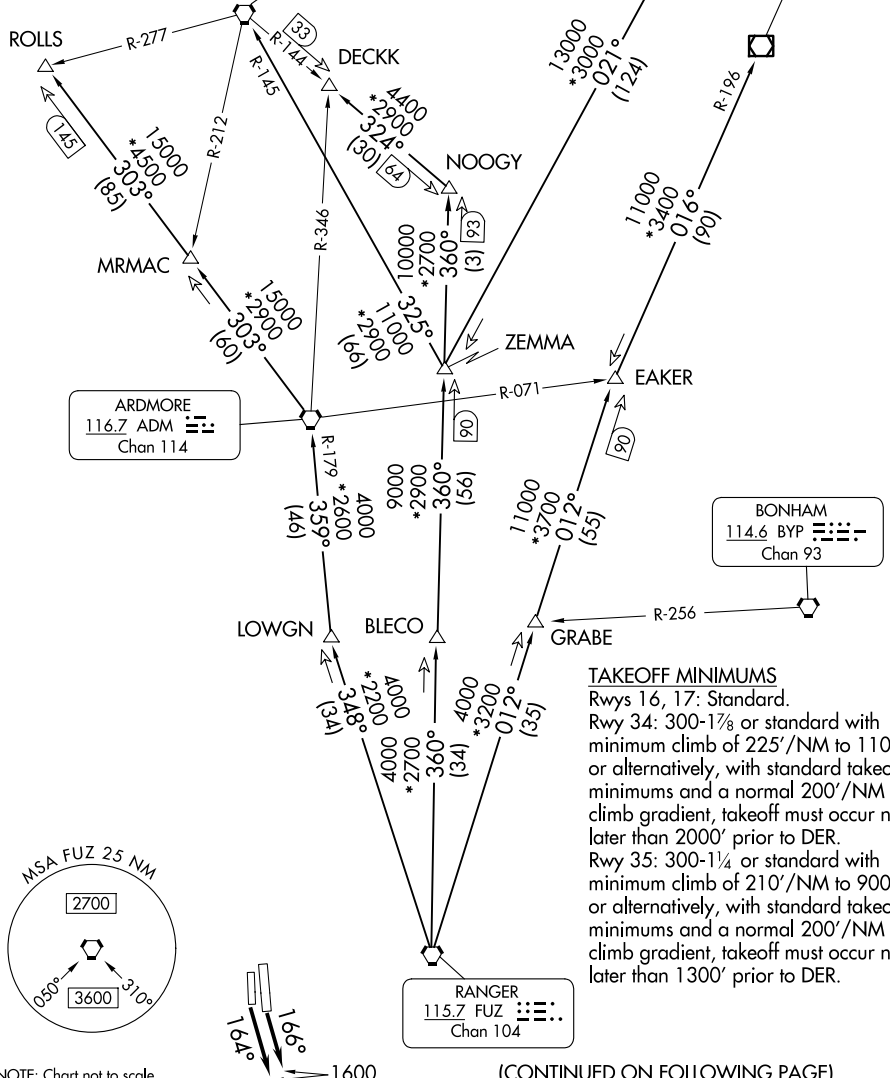 ROLLS
R-277
33
R-144
DECKK
R-145
13000
*3000
021°
(124)
R-196
145
15000
*4500
303°
(85)
R-212
4400
*2900
324°
(30)
64
NOOGY
93
10000
*2700
360°
(3)
11000
*3400
016°
(90)
MRMAC
R-346
325°
11000
*2900
(66)
15000
*2900
303°
(60)
ZEMMA
EAKER
R-071
ARDMORE
116.7 ADM
Chan 114
90
90
R-179
4000
*2600
359°
(46)
9000
*2900
360°
(56)
11000
*3700
012°
(55)
BONHAM
114.6 BYP
Chan 93
R-256
LOWGN
BLECO
GRABE
4000
*2200
348°
(34)
4000
*2700
360°
(34)
4000
*3200
012°
(35)
TAKEOFF MINIMUMS
Rwys 16, 17: Standard.
Rwy 34: 300-1⅞ or standard with
minimum climb of 225'/NM to 110
or alternatively, with standard takeo
minimums and a normal 200'/NM
climb gradient, takeoff must occur n
later than 2000' prior to DER.
Rwy 35: 300-1¼ or standard with
minimum climb of 210'/NM to 900
or alternatively, with standard takeo
minimums and a normal 200'/NM
climb gradient, takeoff must occur n
later than 1300' prior to DER.
MSA FUZ 25 NM
2700
050°
310°
3600
RANGER
115.7 FUZ
Chan 104
164°
166°
1600
NOTE: Chart not to scale
(CONTINUED ON FOLLOWING PAGE)